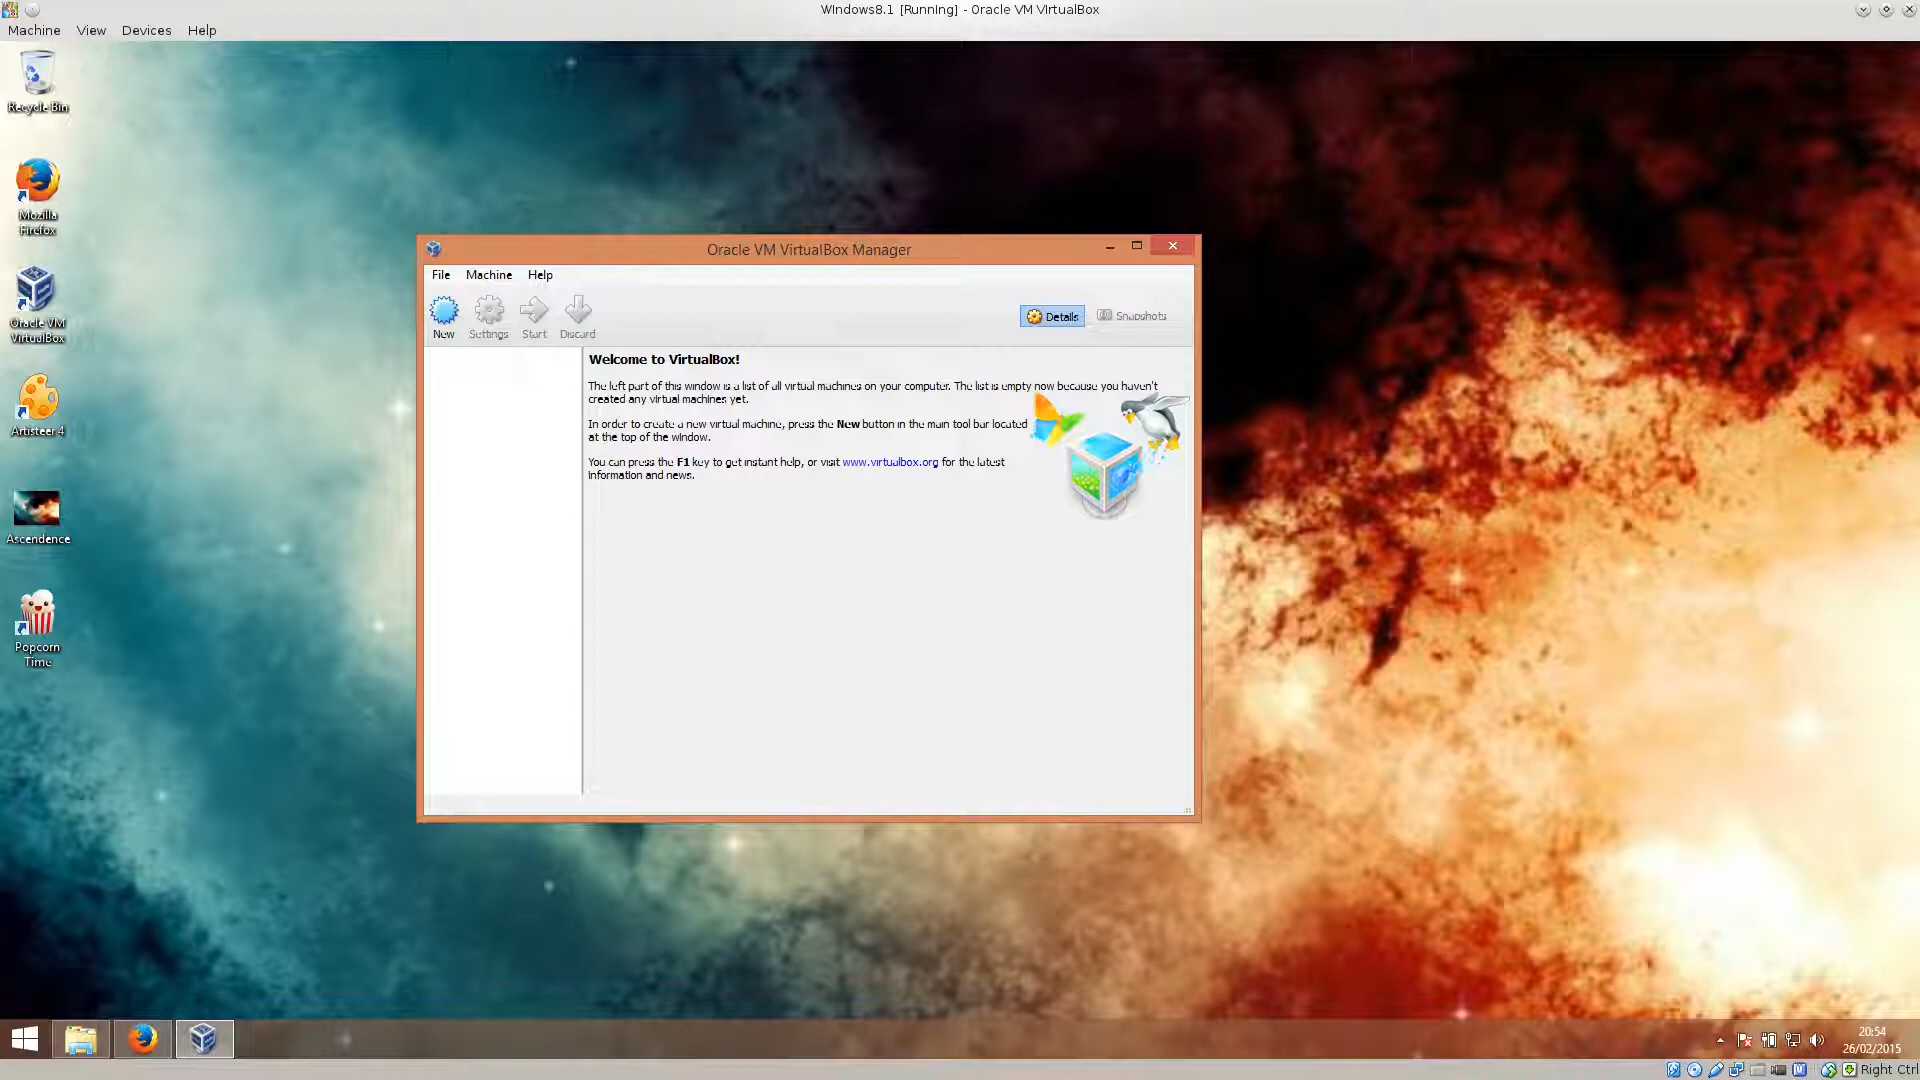 Windows8.1 [Running] - Oracle VM VirtualBox
Machine View Devices Help
Recycle Bin
Mozilla
Firefox
Oracle VM
VirtualBox
Artisteer 4
Ascendence
Popcorn
Time
Oracle VM VirtualBox Manager
File Machine Help
New Settings Start Discard
Details Snapshots
Welcome to VirtualBox!
The left part of this window is a list of all virtual machines on your computer. The list is empty now because you haven't
created any virtual machines yet.
In order to create a new virtual machine, press the New button in the main tool bar located
at the top of the window.
You can press the F1 key to get instant help, or visit www.virtualbox.org for the latest
information and news.
20:54
26/02/2015
Right Ctrl